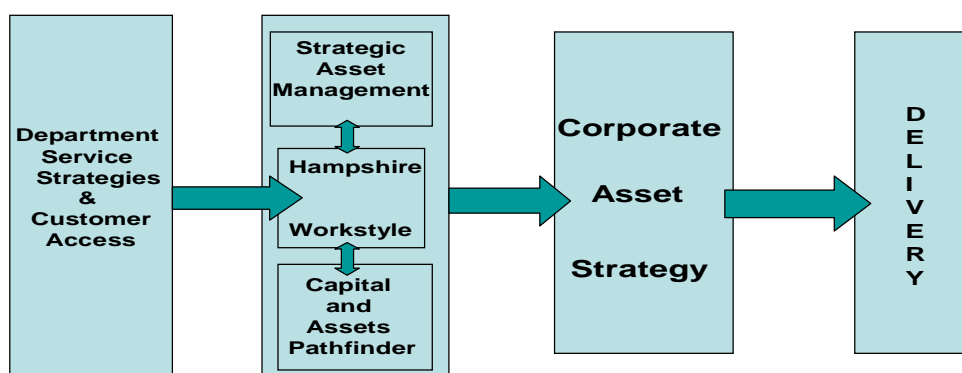 Department
Service
Strategies
&
Customer
Access
Strategic
Asset
Management
Hampshire
Workstyle
Capital
and
Assets
Pathfinder
Corporate
Asset
Strategy
D
E
L
I
V
E
R
Y